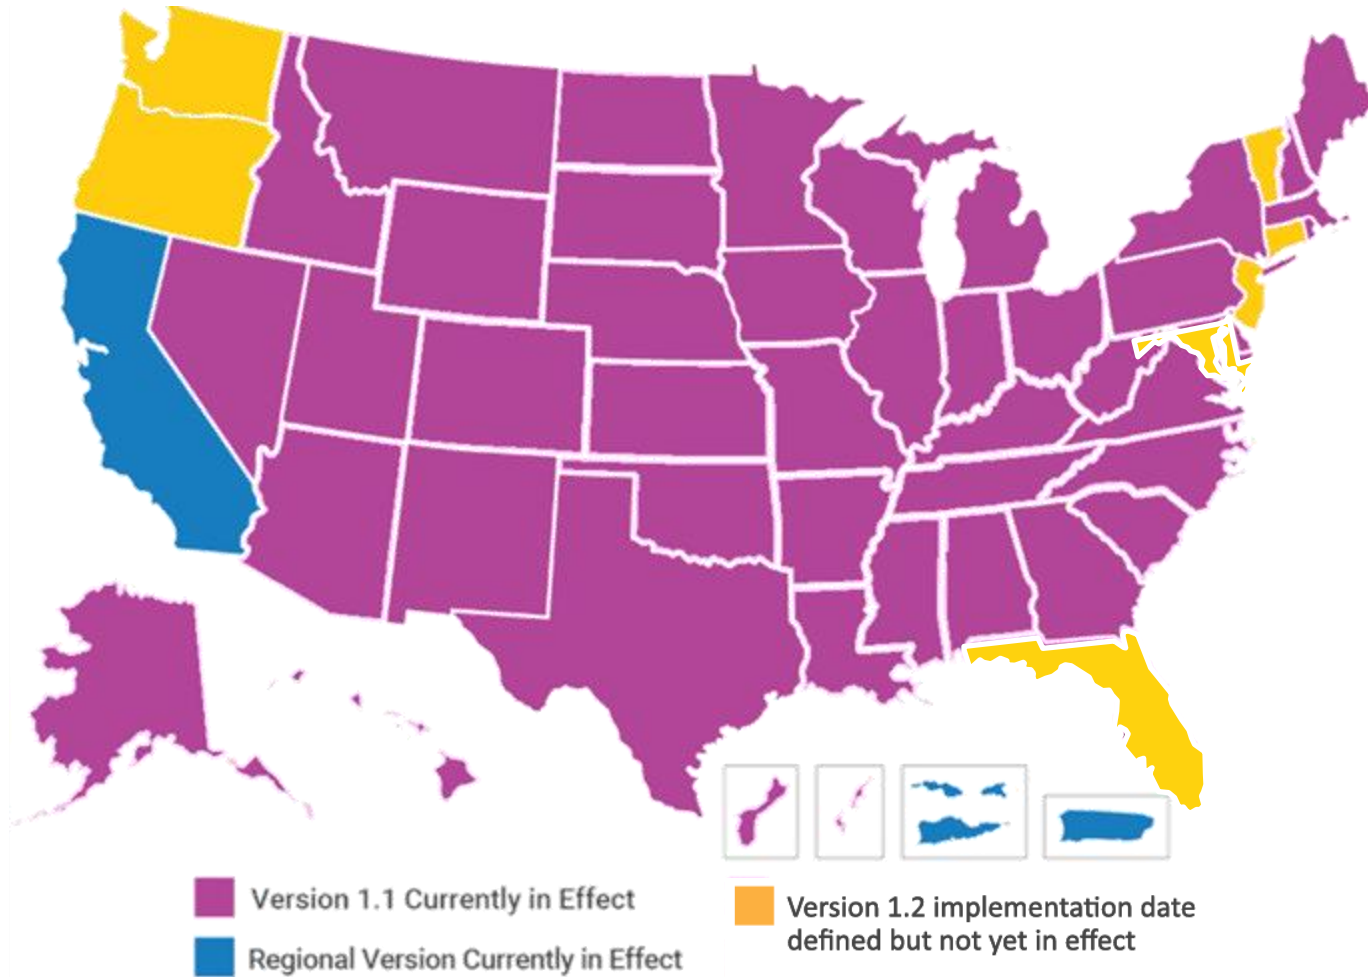 Version 1.1 Currently in Effect
Regional Version Currently in Effect
Version 1.2 implementation date
defined but not yet in effect